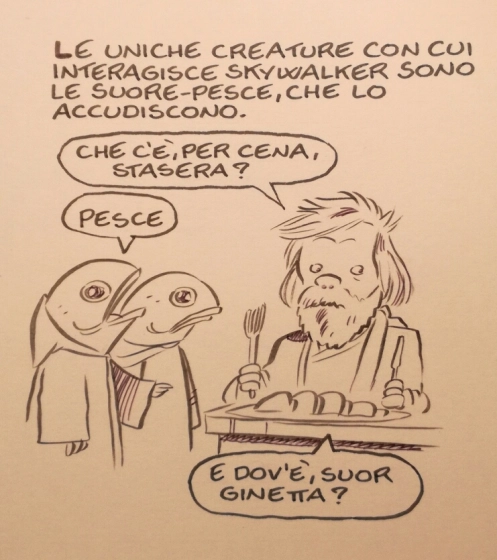 LE UNICHE CREATURE CON CUI
INTERAGISCE SKYWALKER SONO
LE SUORE-PESCE, CHE LO
ACCUDISCONO.
CHE C'È, PER CENA,
STASERA?
PESCE
E DOV'È, SUOR
GINETTA?